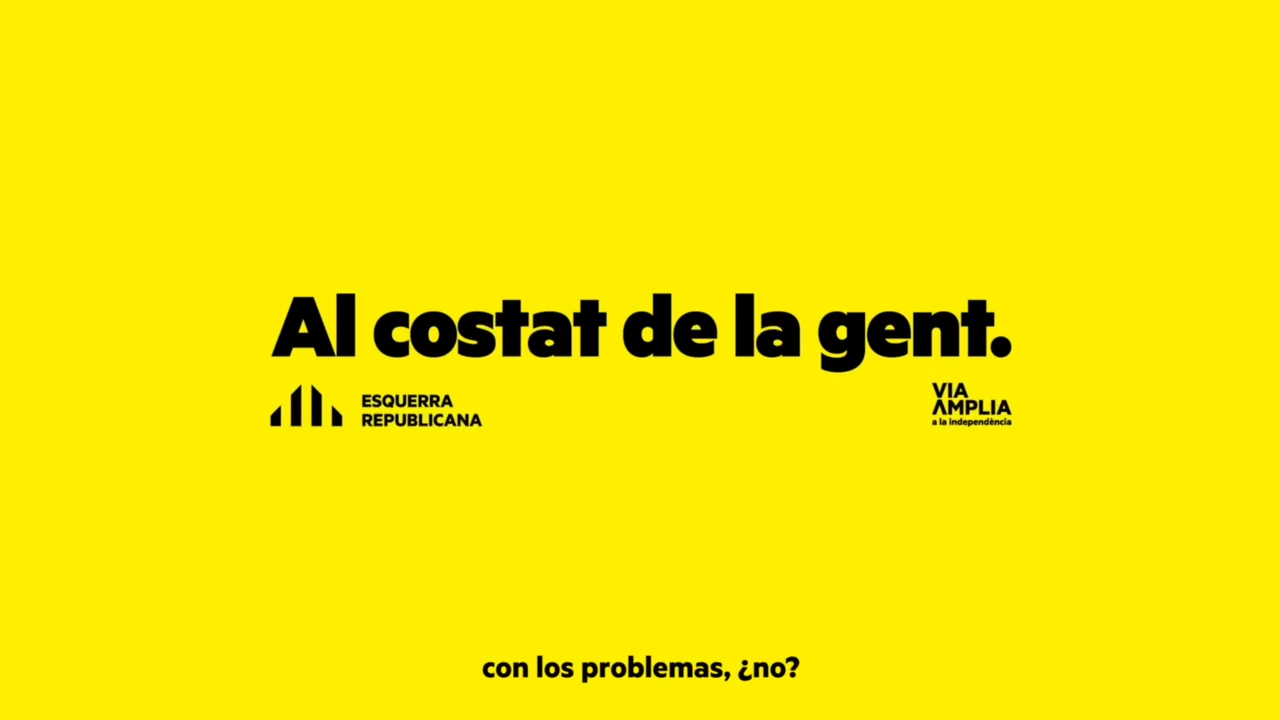 Al costat de la gent.
ESQUERRA
REPUBLICANA
VIA
AMPLIA
a la independència
con los problemas, ¿no?